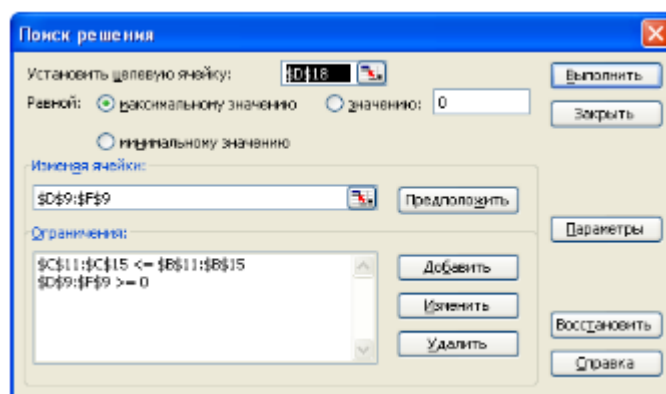 Поиск решения
Установить целевую ячейку: $D$18 Выполнить
Равной: максимальному значению значению: 0 Закрыть
минимальному значению
Изменяя ячейки:
$D$9:$F$9 Предположить
Параметры
Ограничения:
$C$11:$C$15 <= $B$11:$B$15 Добавить
$D$9:$F$9 >= 0
Изменить
Восстановить
Удалить
Справка